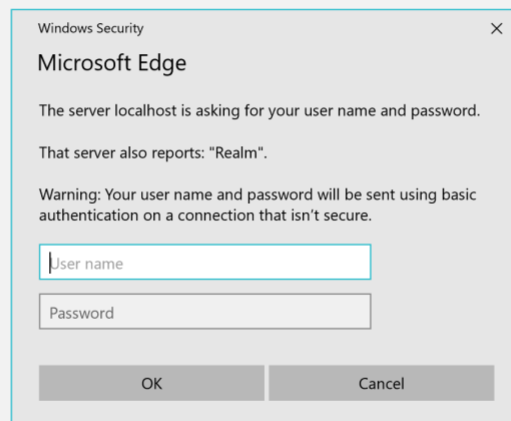 Windows Security
Microsoft Edge
The server localhost is asking for your user name and password.
That server also reports: "Realm".
Warning: Your user name and password will be sent using basic
authentication on a connection that isn't secure.
User name
Password
OK Cancel